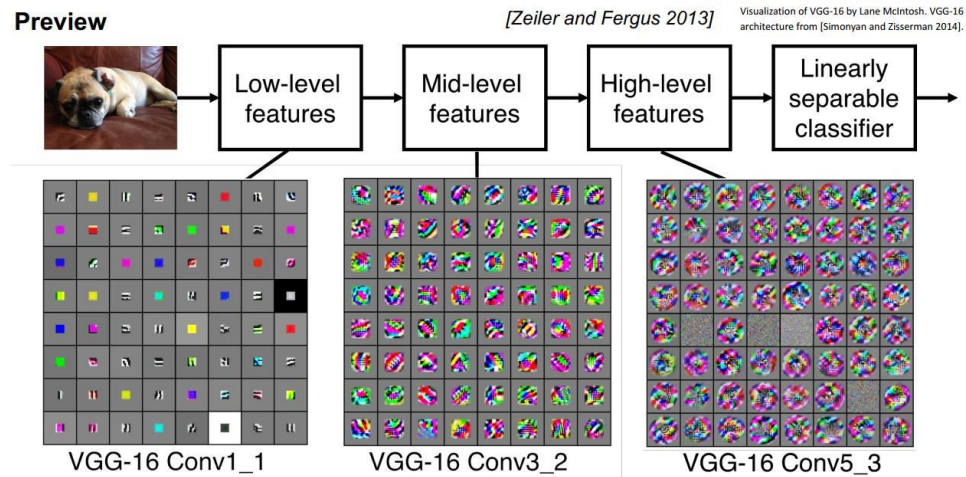 Preview
[Zeiler and Fergus 2013]
Visualization of VGG-16 by Lane McIntosh. VGG-16
architecture from [Simonyan and Zisserman 2014].
Low-level
features
Mid-level
features
High-level
features
Linearly
separable
classifier
VGG-16 Conv1_1
VGG-16 Conv3_2
VGG-16 Conv5_3